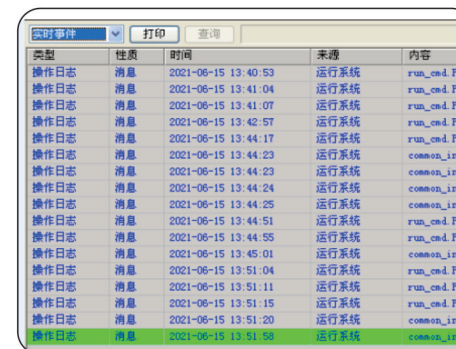 实时事件 打印 查询
类型 性质 时间 来源 内容
操作日志 消息 2021-06-15 13:40:53 运行系统 run_cmd.
操作日志 消息 2021-06-15 13:41:04 运行系统 run_cmd.
操作日志 消息 2021-06-15 13:41:07 运行系统 run_cmd.
操作日志 消息 2021-06-15 13:42:57 运行系统 run_cmd.
操作日志 消息 2021-06-15 13:44:17 运行系统 run_cmd.
操作日志 消息 2021-06-15 13:44:23 运行系统 common_in
操作日志 消息 2021-06-15 13:44:23 运行系统 common_in
操作日志 消息 2021-06-15 13:44:24 运行系统 common_in
操作日志 消息 2021-06-15 13:44:25 运行系统 common_in
操作日志 消息 2021-06-15 13:44:51 运行系统 run_cmd.
操作日志 消息 2021-06-15 13:44:55 运行系统 run_cmd.
操作日志 消息 2021-06-15 13:45:01 运行系统 common_in
操作日志 消息 2021-06-15 13:51:04 运行系统 run_cmd.
操作日志 消息 2021-06-15 13:51:11 运行系统 run_cmd.
操作日志 消息 2021-06-15 13:51:15 运行系统 run_cmd.
操作日志 消息 2021-06-15 13:51:20 运行系统 common_in
操作日志 消息 2021-06-15 13:51:58 运行系统 common_in